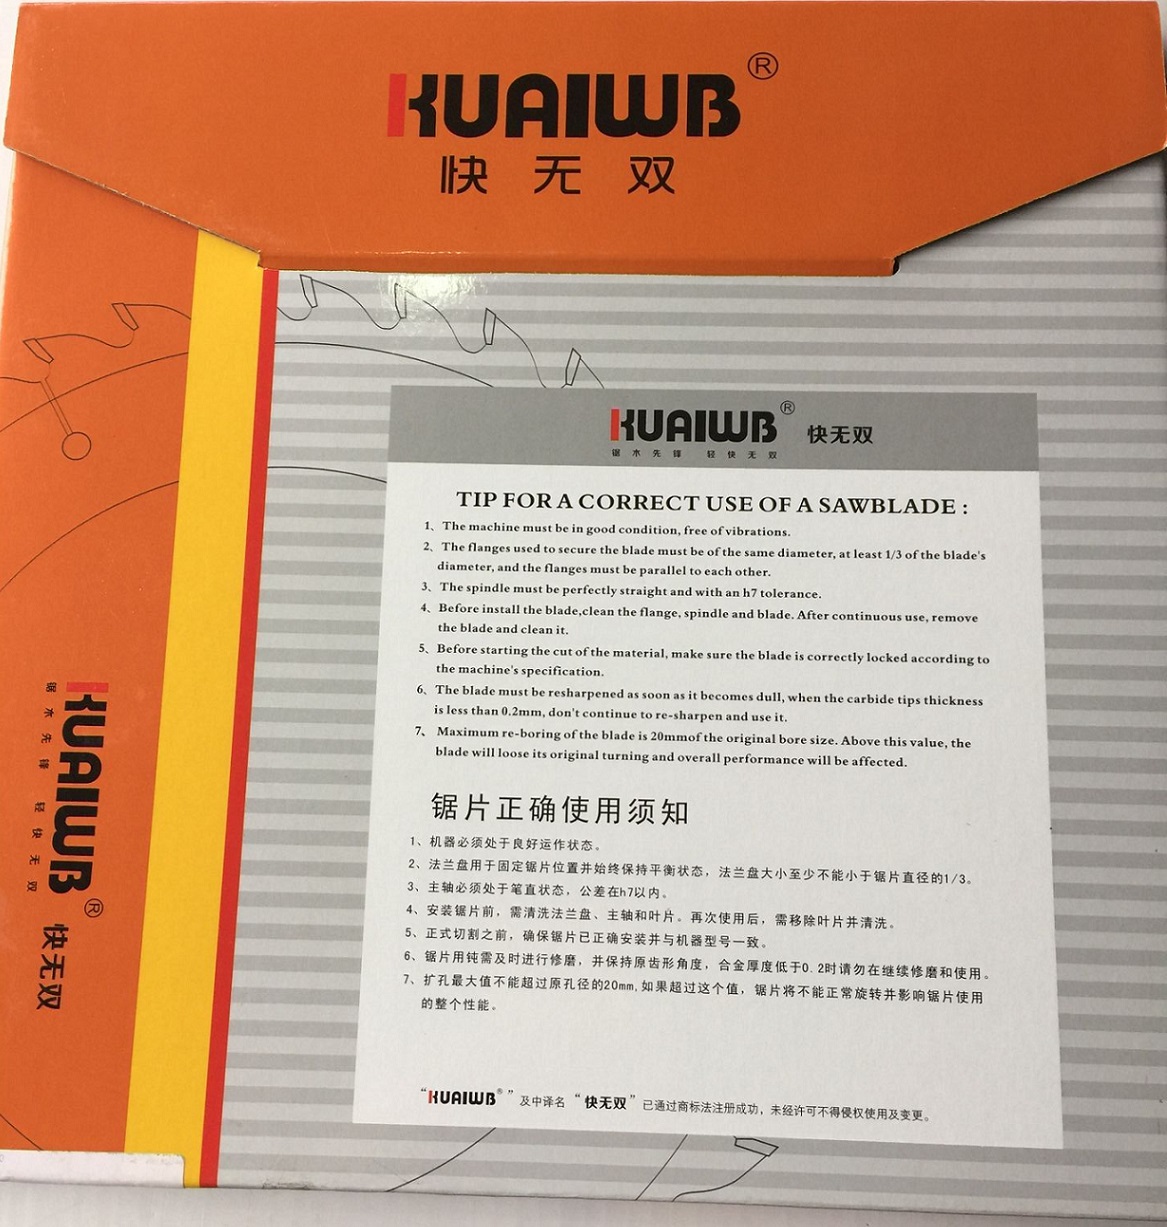 KUAIWB®
快无双
KUAIWB® 快无双
锯木先锋 轻快无双
TIP FOR A CORRECT USE OF A SAWBLADE :
1、The machine must be in good condition, free of vibrations.
2、The flanges used to secure the blade must be of the same diameter, at least 1/3 of the blade's
diameter, and the flanges must be parallel to each other.
3、The spindle must be perfectly straight and with an h7 tolerance.
4、Before install the blade,clean the flange, spindle and blade. After continuous use, remove
the blade and clean it.
5、Before starting the cut of the material, make sure the blade is correctly locked according to
the machine's specification.
6、The blade must be resharpened as soon as it becomes dull, when the carbide tips thickness
is less than 0.2mm, don't continue to re-sharpen and use it.
7、Maximum re-boring of the blade is 20mmof the original bore size. Above this value, the
blade will loose its original turning and overall performance will be affected.
锯片正确使用须知
1、机器必须处于良好运作状态。
2、法兰盘用于固定锯片位置并始终保持平衡状态，法兰盘大小至少不能小于锯片直径的1/3。
3、主轴必须处于笔直状态，公差在h7以内。
4、安装锯片前，需清洗法兰盘、主轴和叶片。再次使用后，需移除叶片并清洗。
5、正式切割之前，确保锯片已正确安装并与机器型号一致。
6、锯片用钝需及时进行修磨，并保持原齿形角度，合金厚度低于0.2时请勿在继续修磨和使用。
7、扩孔最大值不能超过原孔径的20mm,如果超过这个值，锯片将不能正常旋转并影响锯片使用
的整个性能。
“KUAIWB®”及中译名“快无双”已通过商标法注册成功，未经许可不得侵权使用及变更。
KUAIWB® 快无双
锯木先锋 轻快无双